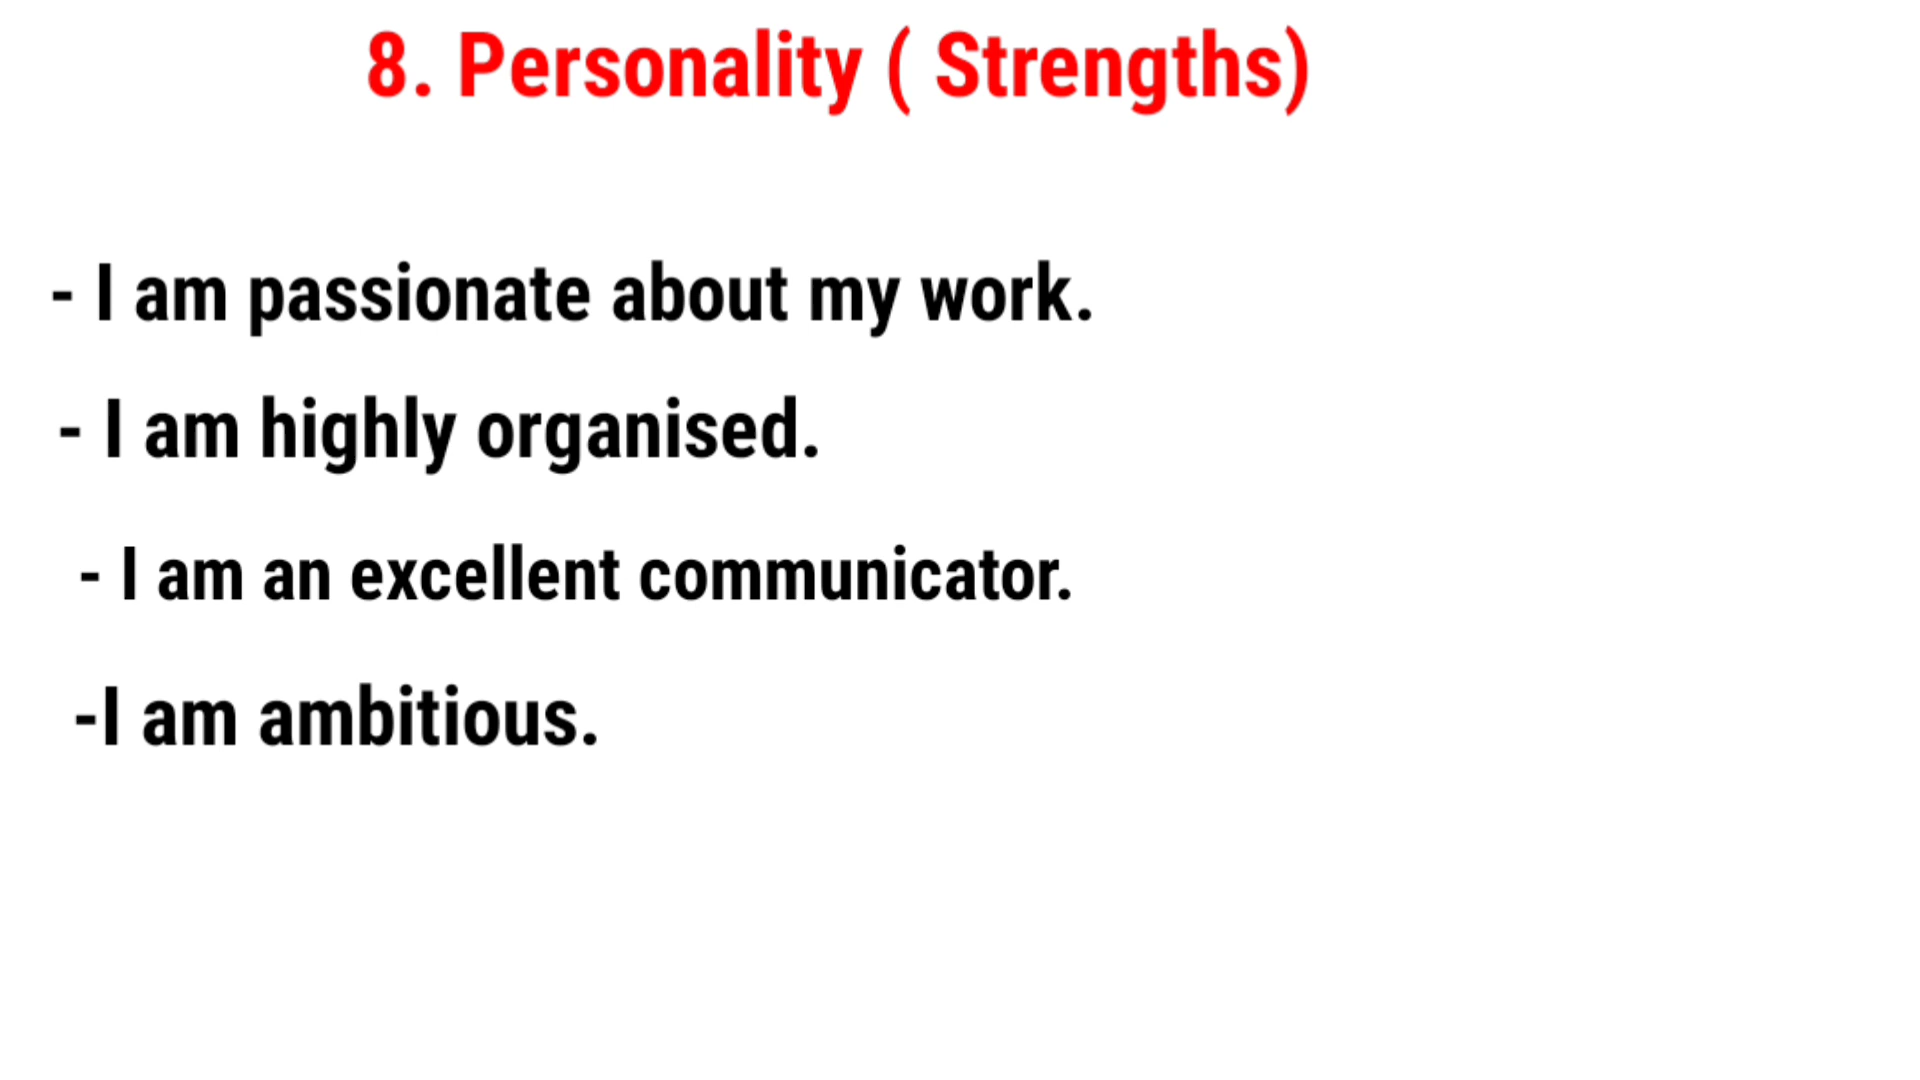 8. Personality ( Strengths)
- I am passionate about my work.
- I am highly organised.
- I am an excellent communicator.
-I am ambitious.